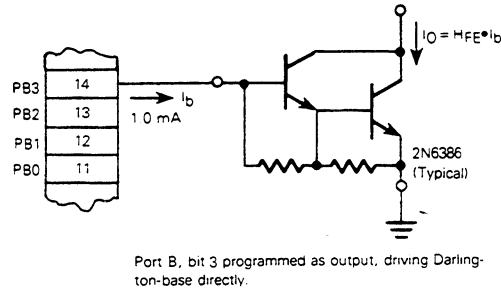 IO = HFE•Ib
PB3 14
Ib
PB2 13
1 0 mA
PB1 12
PB0 11
2N6386
(Typical)
Port B, bit 3 programmed as output, driving Darling-
ton-base directly.